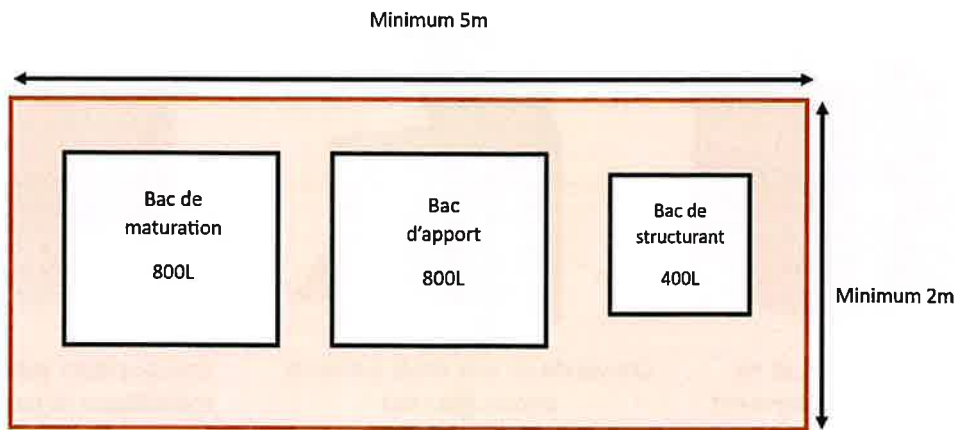 Minimum 5m
Bac de
maturation
800L
Bac
d'apport
800L
Bac de
structurant
400L
Minimum 2m